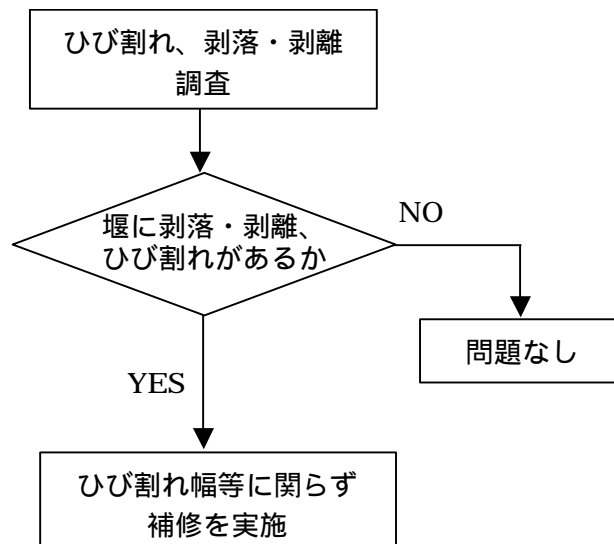 ひび割れ、剥落・剥離
調査
堰に剥落・剥離、
ひび割れがあるか
NO
問題なし
YES
ひび割れ幅等に関らず
補修を実施